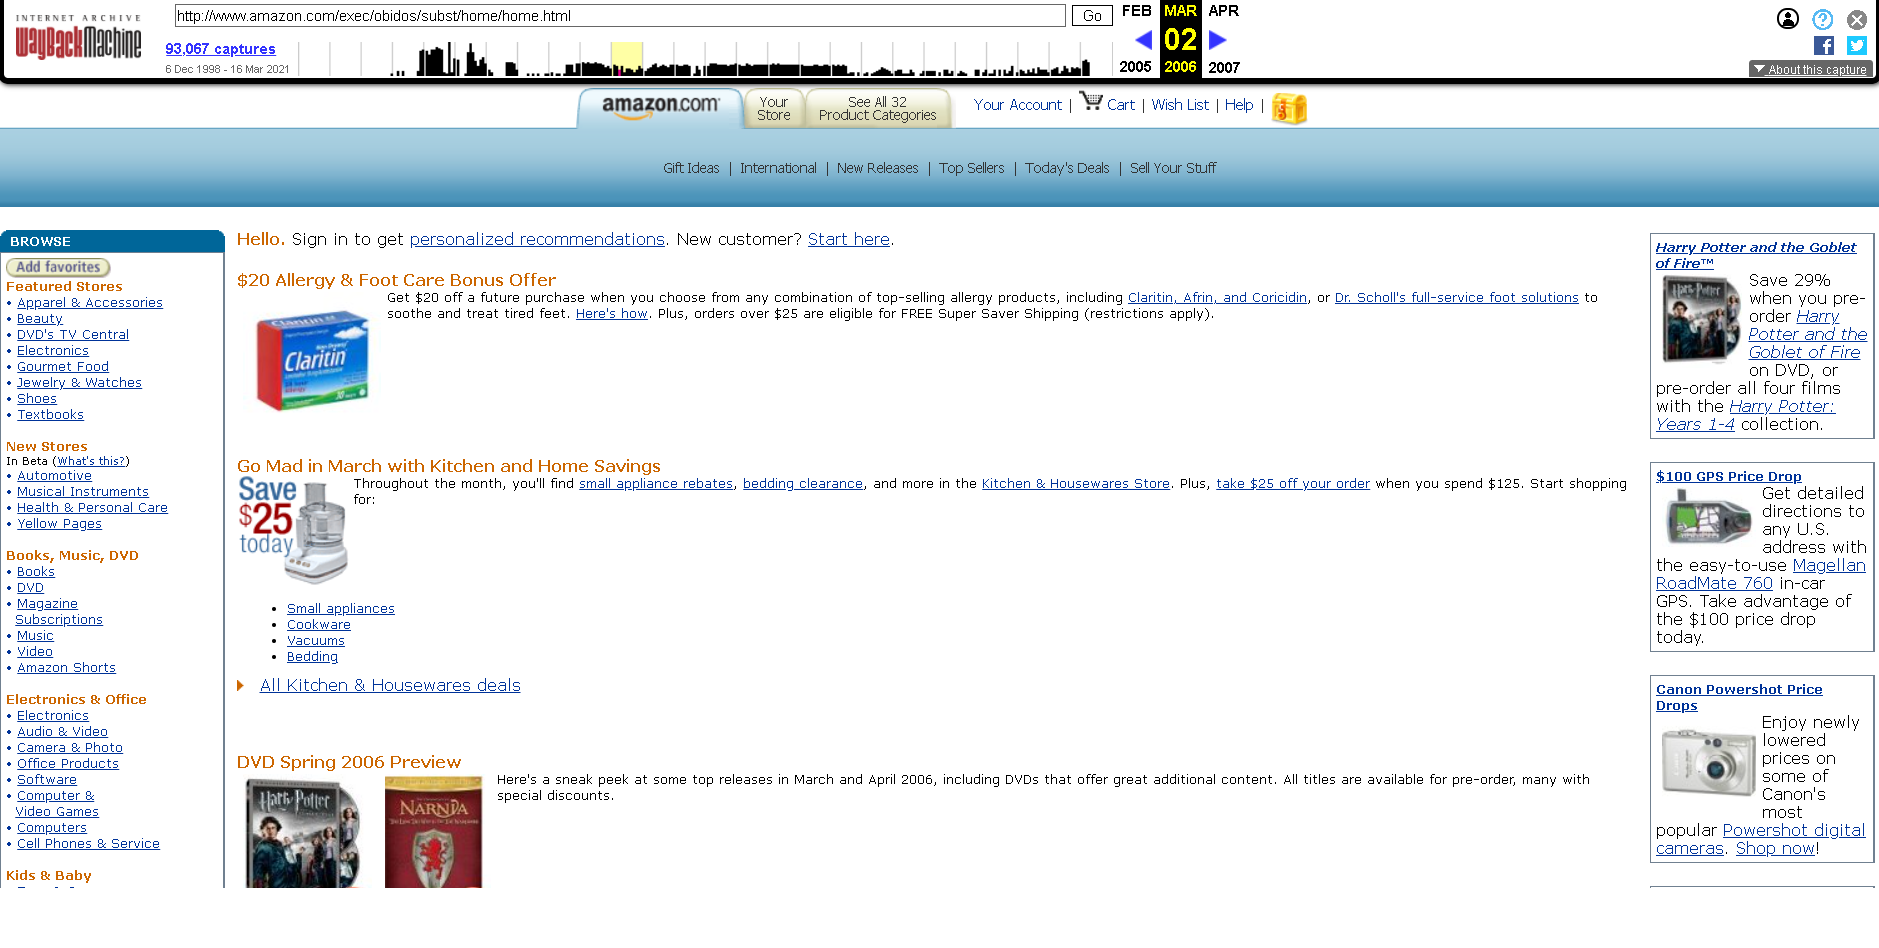 INTERNET ARCHIVE
WayBackMachine
http://www.amazon.com/exec/obidos/subst/home/home.html
Go
FEB MAR APR
93,067 captures
02
6 Dec 1998 - 16 Mar 2021
2005 2006 2007
About this capture
amazon.com
Your Store
See All 32
Product Categories
Your Account | Cart | Wish List | Help |
Gift Ideas | International | New Releases | Top Sellers | Today's Deals | Sell Your Stuff
BROWSE
Add favorites
Featured Stores
• Apparel & Accessories
• Beauty
• DVD's TV Central
• Electronics
• Gourmet Food
• Jewelry & Watches
• Shoes
• Textbooks
New Stores
In Beta (What's this?)
• Automotive
• Musical Instruments
• Health & Personal Care
• Yellow Pages
Books, Music, DVD
• Books
• DVD
• Magazine
Subscriptions
• Music
• Video
• Amazon Shorts
Electronics & Office
• Electronics
• Audio & Video
• Camera & Photo
• Office Products
• Software
• Computer &
Video Games
• Computers
• Cell Phones & Service
Kids & Baby
Hello. Sign in to get personalized recommendations. New customer? Start here.
$20 Allergy & Foot Care Bonus Offer
Get $20 off a future purchase when you choose from any combination of top-selling allergy products, including Claritin, Afrin, and Coricidin, or Dr. Scholl's full-service foot solutions to
soothe and treat tired feet. Here's how. Plus, orders over $25 are eligible for FREE Super Saver Shipping (restrictions apply).
Claritin
Go Mad in March with Kitchen and Home Savings
Save
$25
today
Throughout the month, you'll find small appliance rebates, bedding clearance, and more in the Kitchen & Housewares Store. Plus, take $25 off your order when you spend $125. Start shopping
for:
• Small appliances
• Cookware
• Vacuums
• Bedding
All Kitchen & Housewares deals
DVD Spring 2006 Preview
Harry Potter
NARNIA
Here's a sneak peek at some top releases in March and April 2006, including DVDs that offer great additional content. All titles are available for pre-order, many with
special discounts.
Harry Potter and the Goblet
of Fire™
Save 29%
when you pre-
order Harry
Potter and the
Goblet of Fire
on DVD, or
pre-order all four films
with the Harry Potter:
Years 1-4 collection.
$100 GPS Price Drop
Get detailed
directions to
any U.S.
address with
the easy-to-use Magellan
RoadMate 760 in-car
GPS. Take advantage of
the $100 price drop
today.
Canon Powershot Price
Drops
Enjoy newly
lowered
prices on
some of
Canon's
most
popular Powershot digital
cameras. Shop now!